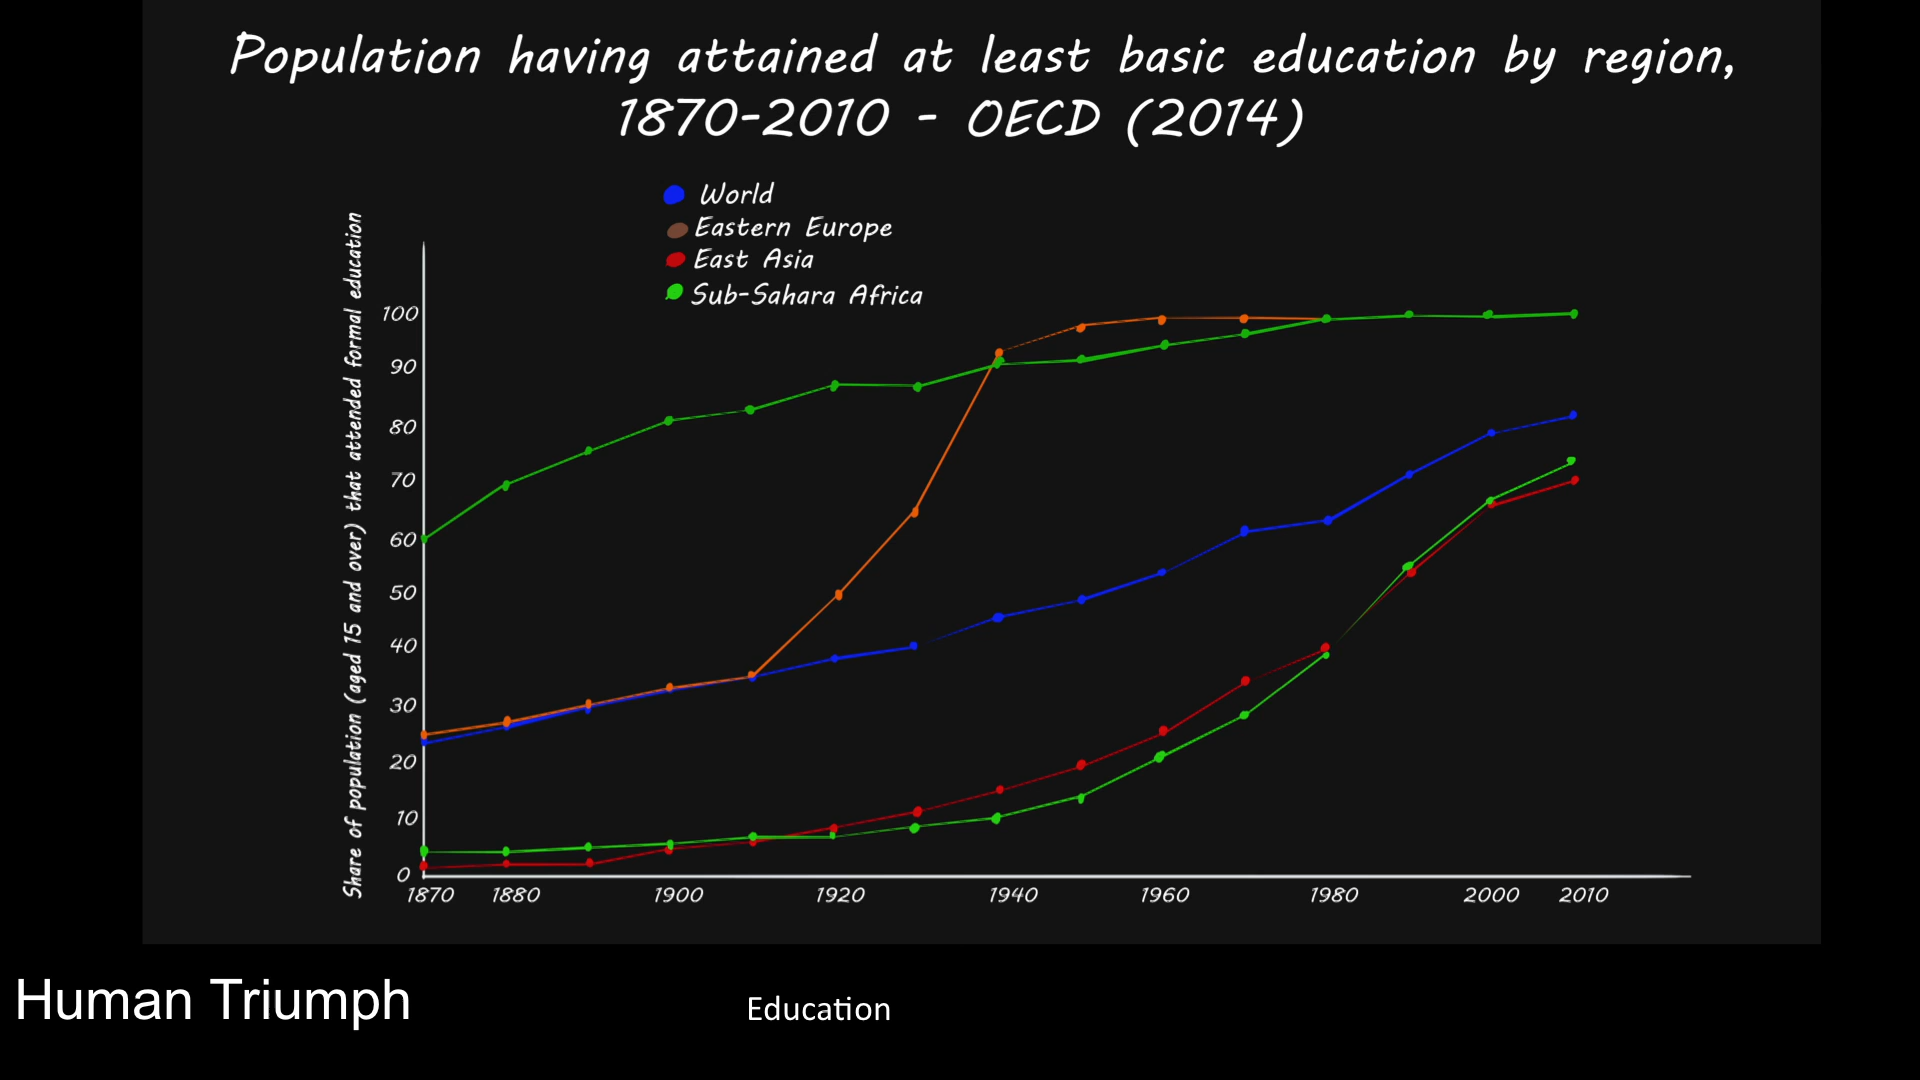 Population having attained at least basic education by region,
1870-2010 - OECD (2014)
World
Eastern Europe
East Asia
Sub-Sahara Africa
Share of population (aged 15 and over) that attended formal education
100
90
80
70
60
50
40
30
20
10
0
1870 1880 1900 1920 1940 1960 1980 2000 2010
Human Triumph
Education